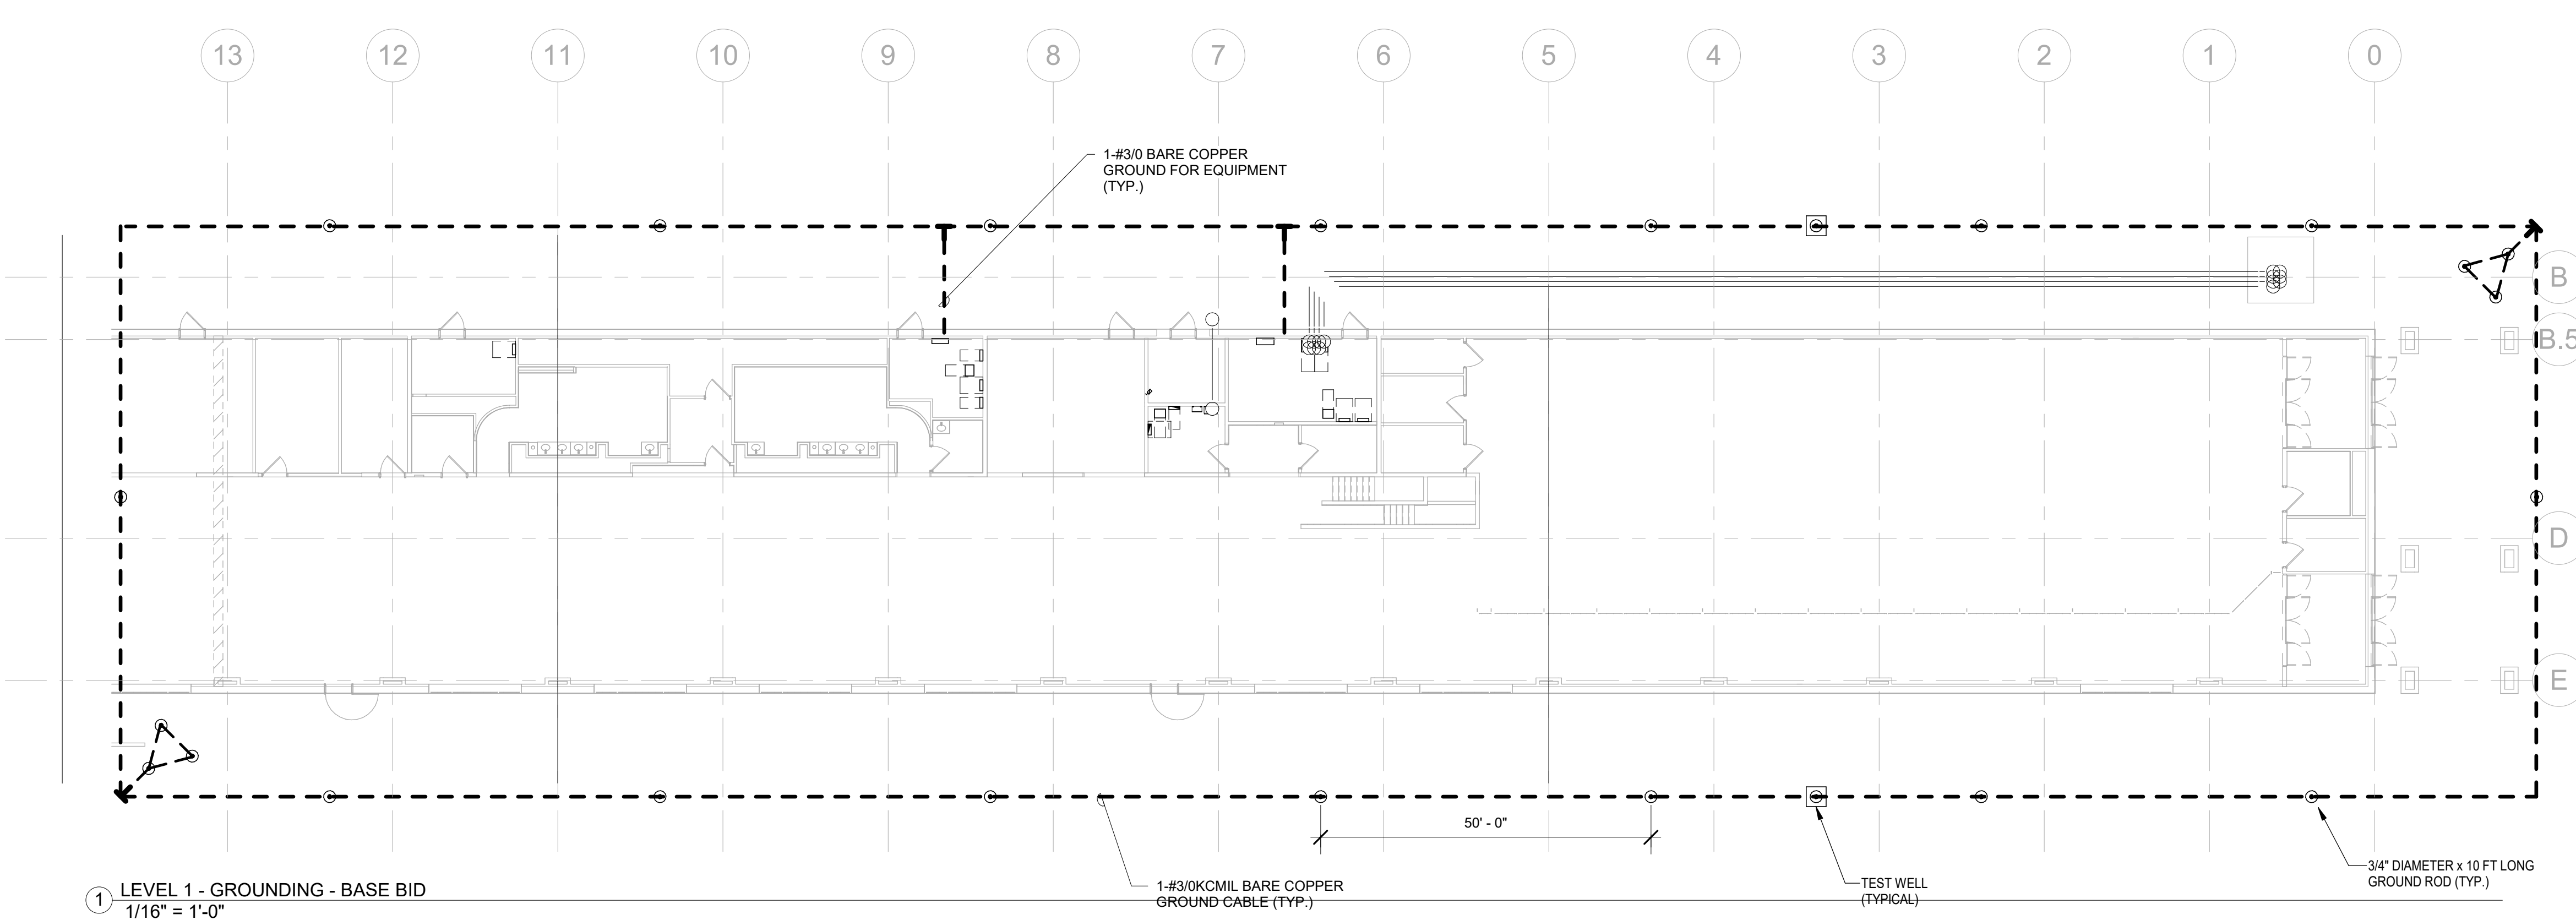 13 12 11 10 9 8 7 6 5 4 3 2 1 0
1-#3/0 BARE COPPER
GROUND FOR EQUIPMENT
(TYP.)
B
B.5
D
E
50' - 0"
1-#3/0KCMIL BARE COPPER
GROUND CABLE (TYP.)
TEST WELL
(TYPICAL)
3/4" DIAMETER x 10 FT LONG
GROUND ROD (TYP.)
1 LEVEL 1 - GROUNDING - BASE BID
1/16" = 1'-0"